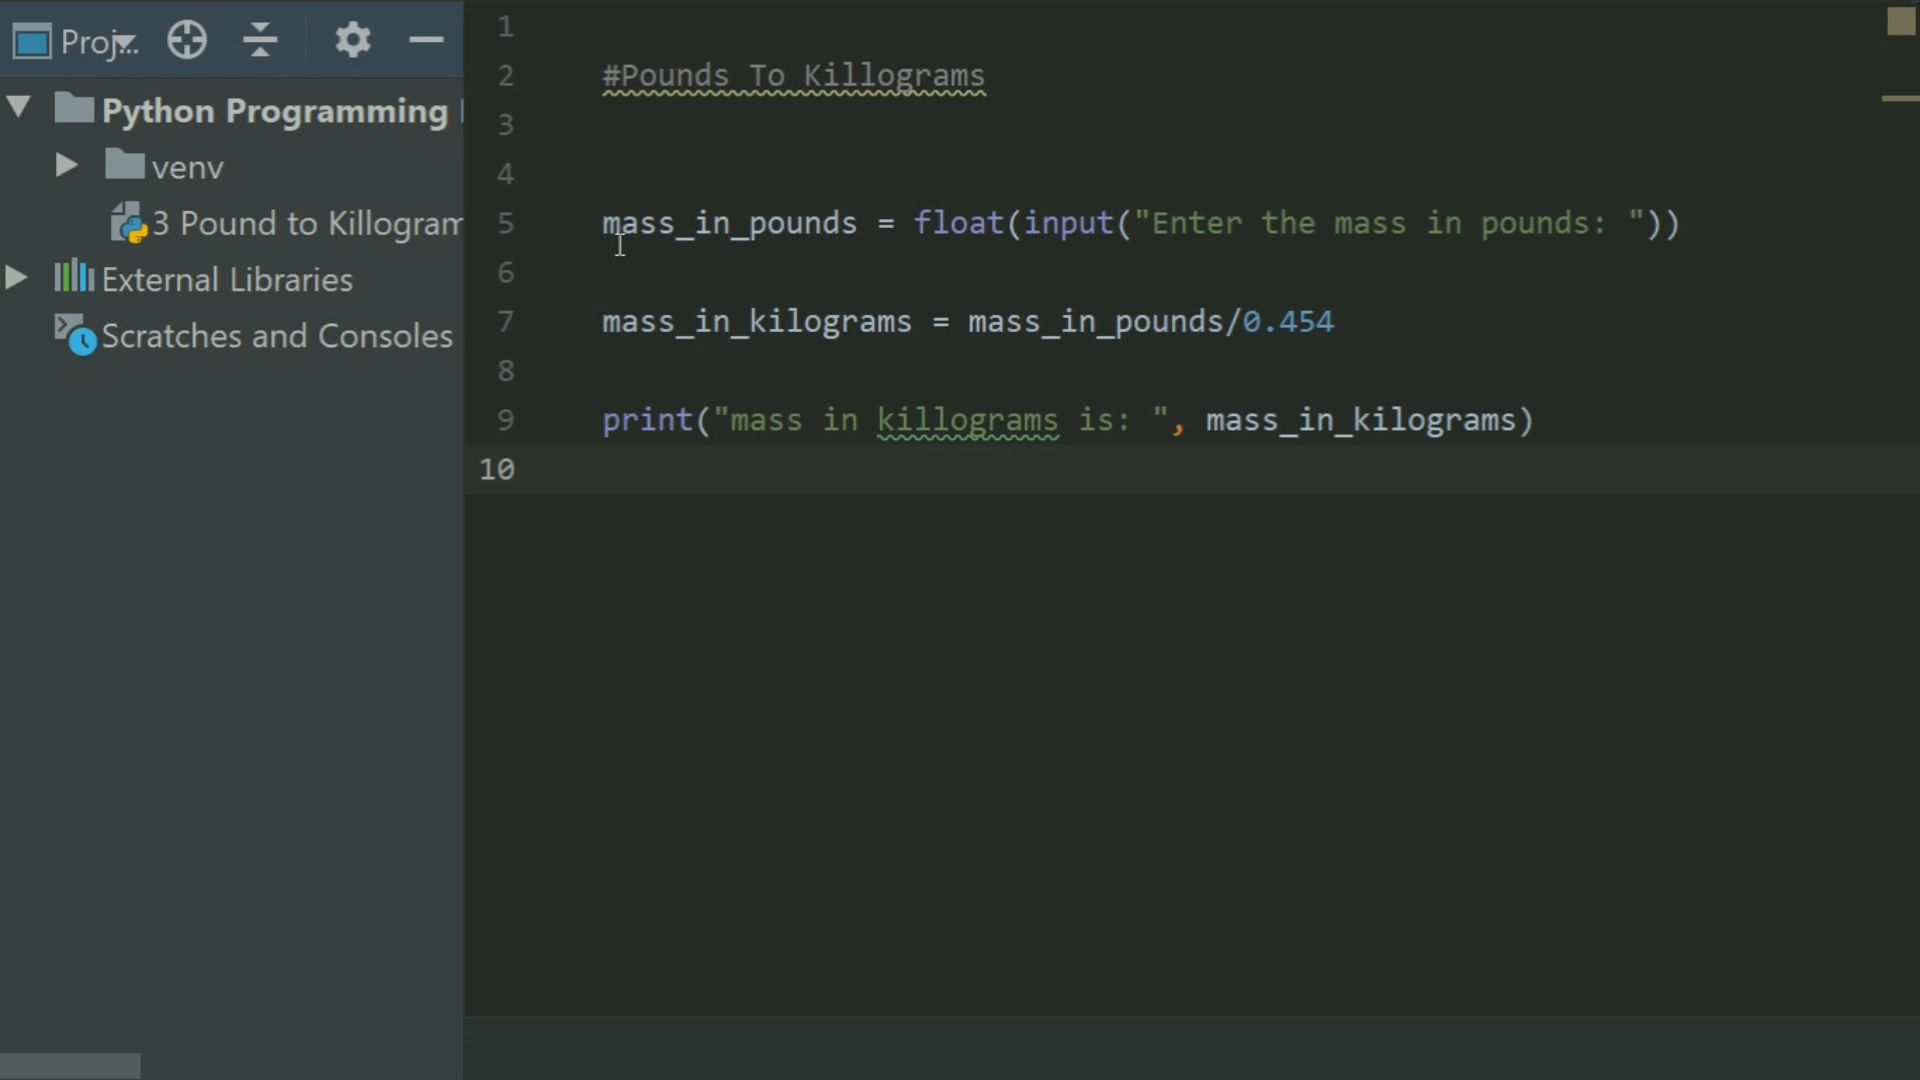 Proj...
Python Programming
venv
3 Pound to Killogram
External Libraries
Scratches and Consoles
1
2 #Pounds To Killograms
3
4
5 mass_in_pounds = float(input("Enter the mass in pounds: "))
6
7 mass_in_kilograms = mass_in_pounds/0.454
8
9 print("mass in killograms is: ", mass_in_kilograms)
10